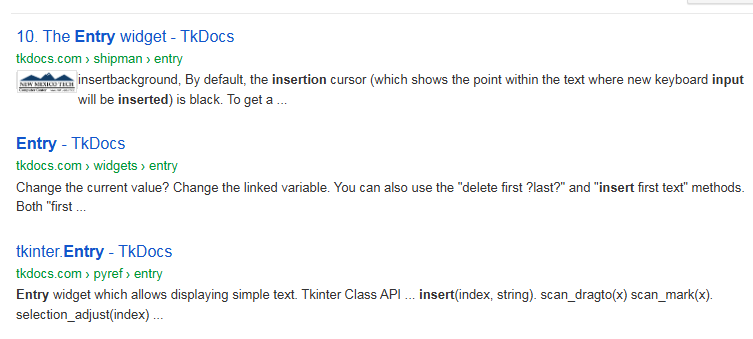 10. The Entry widget - TkDocs
tkdocs.com › shipman › entry
NEW MEXICO TECH
insertbackground, By default, the insertion cursor (which shows the point within the text where new keyboard input
will be inserted) is black. To get a ...
Entry - TkDocs
tkdocs.com › widgets › entry
Change the current value? Change the linked variable. You can also use the "delete first ?last?" and "insert first text" methods.
Both "first ...
tkinter.Entry - TkDocs
tkdocs.com › pyref › entry
Entry widget which allows displaying simple text. Tkinter Class API ... insert(index, string). scan_dragto(x) scan_mark(x).
selection_adjust(index) ...